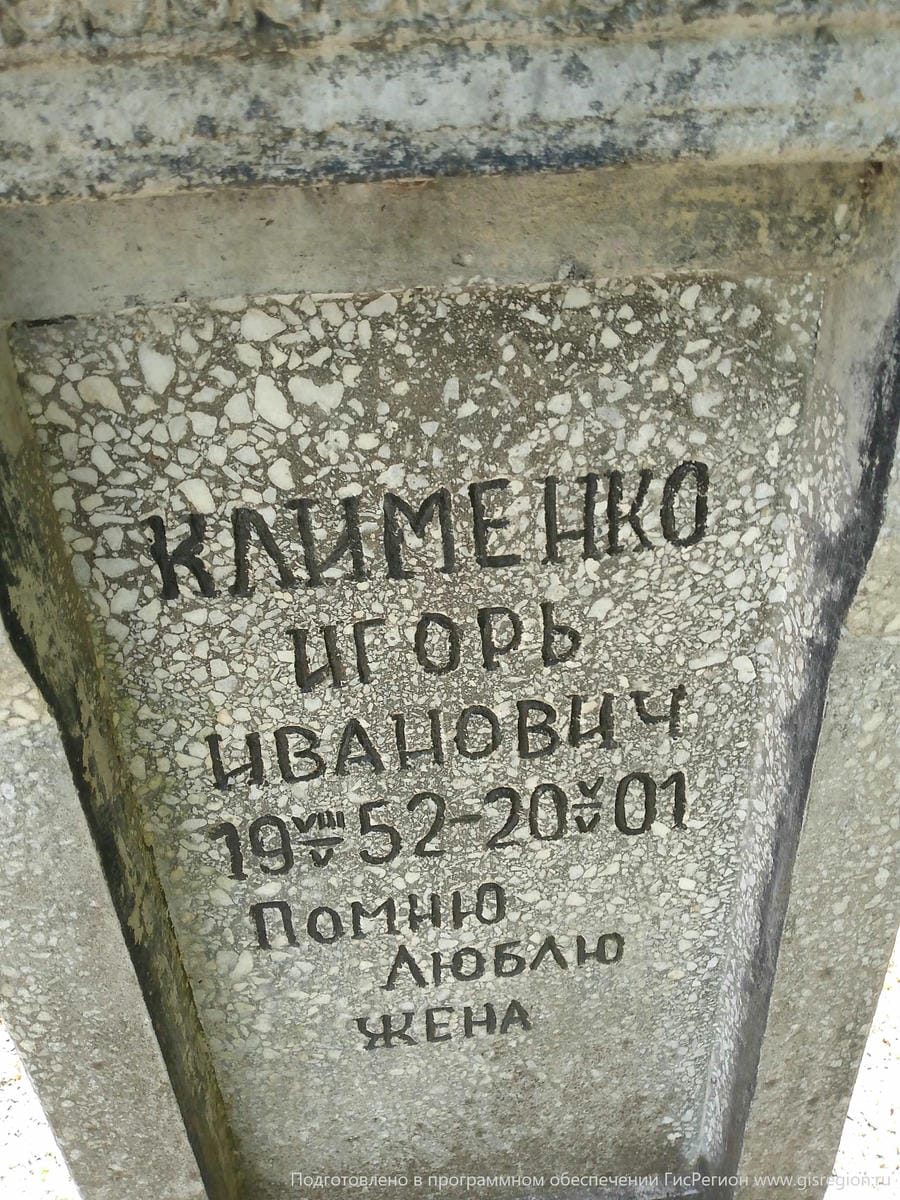 КЛИМЕНКО
ИГОРЬ
ИВАНОВИЧ
19 VIII V 52-20 V V 01
ПОМНЮ
ЛЮБЛЮ
ЖЕНА
Подготовлено в программном обеспечении ГисРегион www.gisregion.ru